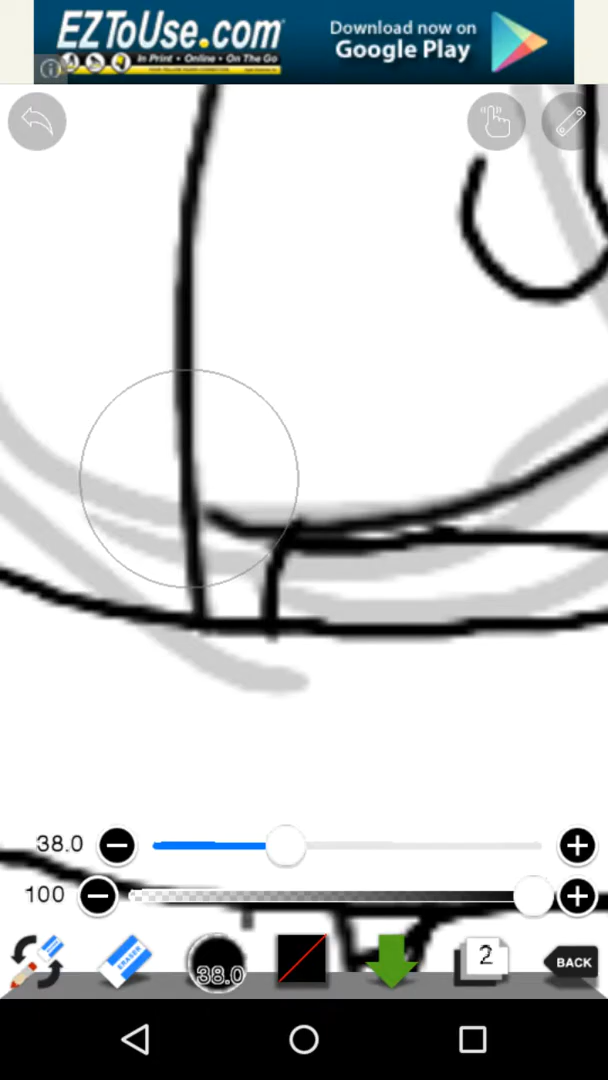 EZToUse.com
In Print • Online • On The Go
Download now on
Google Play
38.0
100
ERASER
38.0
2
BACK